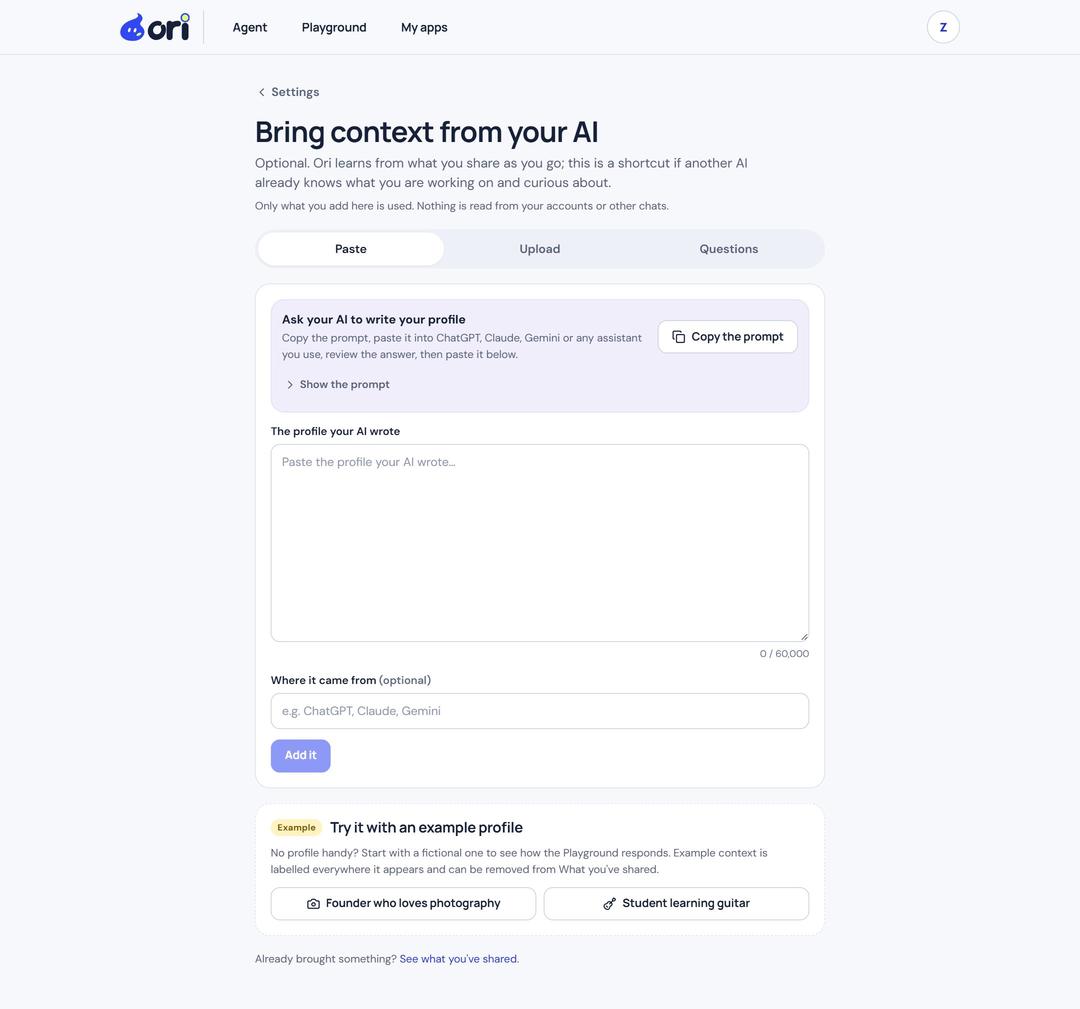 ori
Agent
Playground
My apps
Z
Settings
Bring context from your AI
Optional. Ori learns from what you share as you go; this is a shortcut if another AI
already knows what you are working on and curious about.
Only what you add here is used. Nothing is read from your accounts or other chats.
Paste
Upload
Questions
Ask your AI to write your profile
Copy the prompt, paste it into ChatGPT, Claude, Gemini or any assistant
you use, review the answer, then paste it below.
Copy the prompt
Show the prompt
The profile your AI wrote
Paste the profile your AI wrote...
0 / 60,000
Where it came from (optional)
e.g. ChatGPT, Claude, Gemini
Add it
Example
Try it with an example profile
No profile handy? Start with a fictional one to see how the Playground responds. Example context is
labelled everywhere it appears and can be removed from What you've shared.
Founder who loves photography
Student learning guitar
Already brought something? See what you've shared.